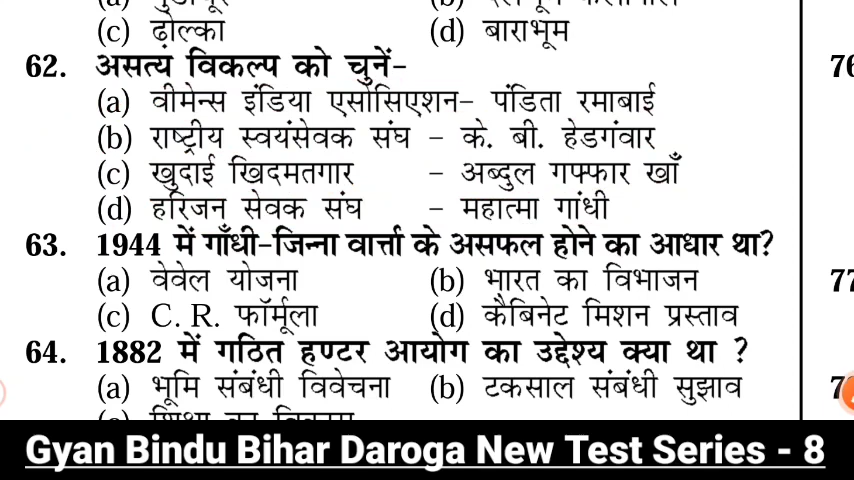 (c) ढ़ोल्का (d) बाराभूम
62. असत्य विकल्प को चुनें-
(a) वीमेन्स इंडिया एसोसिएशन- पंडिता रमाबाई
(b) राष्ट्रीय स्वयंसेवक संघ - के. बी. हेडगंवार
(c) खुदाई खिदमतगार - अब्दुल गफ्फार खाँ
(d) हरिजन सेवक संघ - महात्मा गांधी
63. 1944 में गाँधी-जिन्ना वार्त्ता के असफल होने का आधार था?
(a) वेवेल योजना (b) भारत का विभाजन
(c) C. R. फॉर्मूला (d) कैबिनेट मिशन प्रस्ताव
64. 1882 में गठित हण्टर आयोग का उद्देश्य क्या था ?
(a) भूमि संबंधी विवेचना (b) टकसाल संबंधी सुझाव
77
Gyan Bindu Bihar Daroga New Test Series - 8